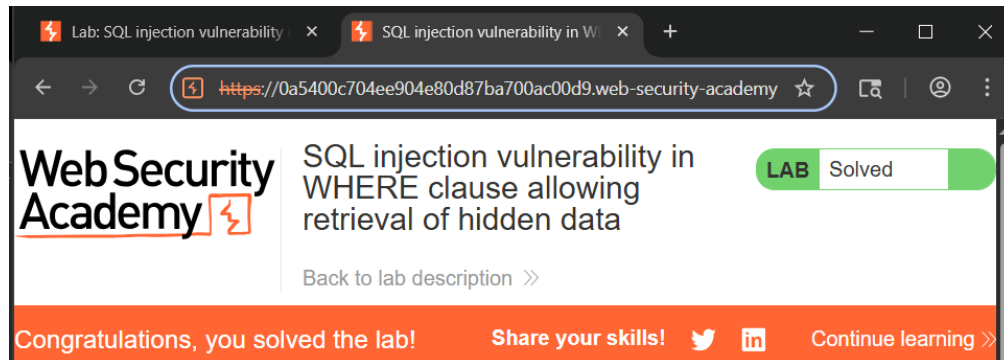 Lab: SQL injection vulnerability
SQL injection vulnerability in W
https://0a5400c704ee904e80d87ba700ac00d9.web-security-academy
Web Security
Academy
SQL injection vulnerability in
WHERE clause allowing
retrieval of hidden data
LAB Solved
Back to lab description
Congratulations, you solved the lab!
Share your skills!
in
Continue learning